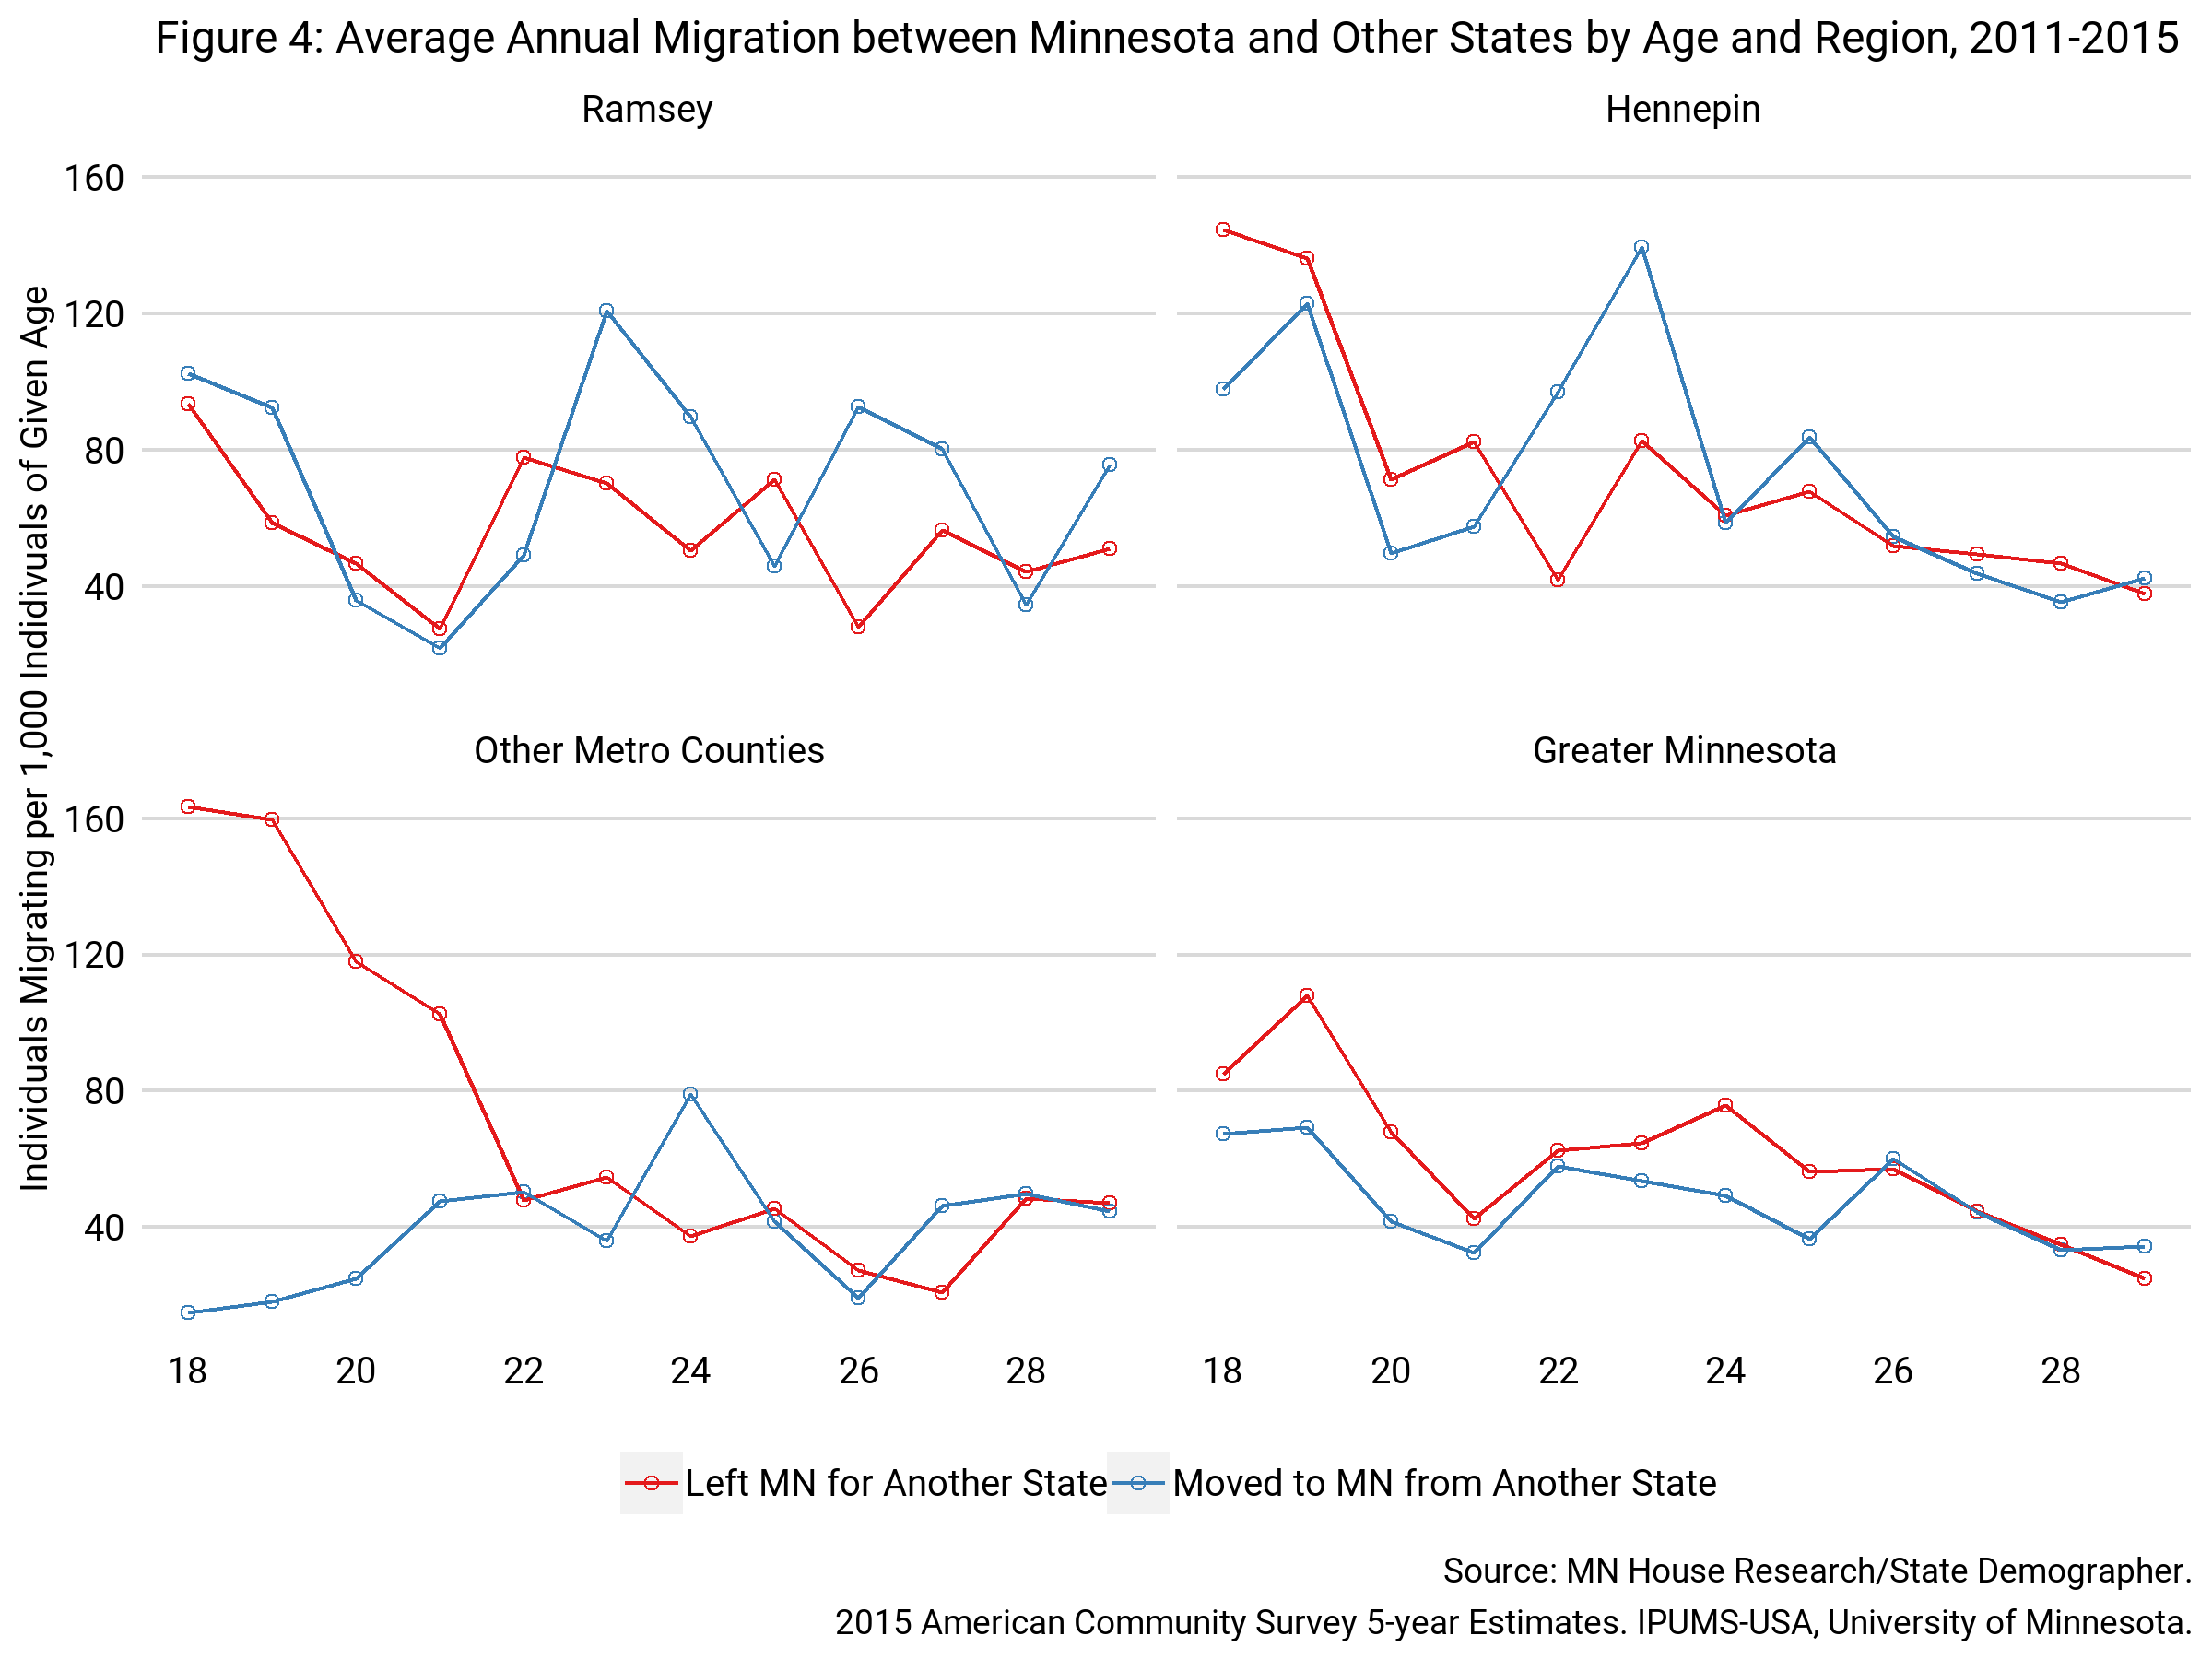 Figure 4: Average Annual Migration between Minnesota and Other States by Age and Region, 2011-2015
Individuals Migrating per 1,000 Indidivuals of Given Age
Ramsey
Hennepin
160
120
80
40
Other Metro Counties
Greater Minnesota
160
120
80
40
18 20 22 24 26 28
18 20 22 24 26 28
Left MN for Another State
Moved to MN from Another State
Source: MN House Research/State Demographer.
2015 American Community Survey 5-year Estimates. IPUMS-USA, University of Minnesota.